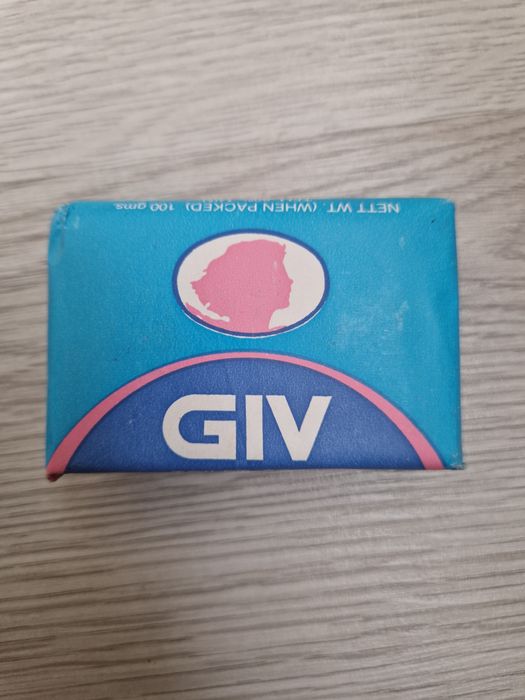 NETT WT. (WHEN PACKED) 100 gms.
GIV